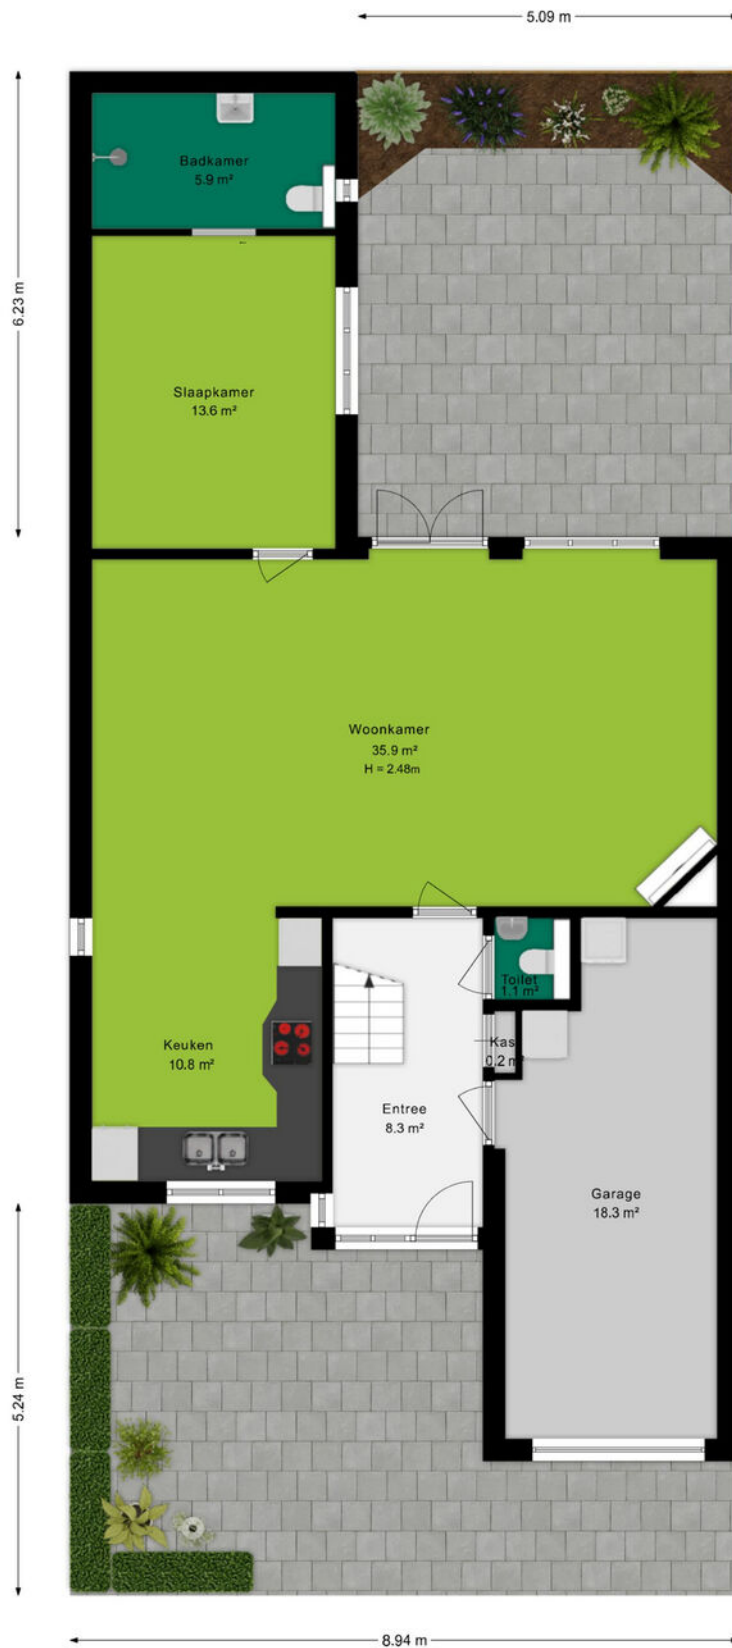 5.09 m
Badkamer
5.9 m²
6.23 m
Slaapkamer
13.6 m²
Woonkamer
35.9 m²
H = 2.48m
Toilet
1.1 m²
Keuken
10.8 m²
Kas
0.2 m²
Entree
8.3 m²
Garage
18.3 m²
5.24 m
8.94 m